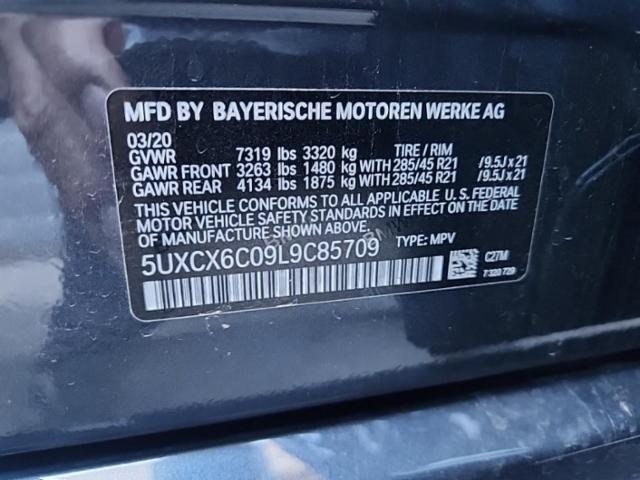 MFD BY BAYERISCHE MOTOREN WERKE AG
03/20
GVWR 7319 lbs 3320 kg TIRE / RIM
GAWR FRONT 3263 lbs 1480 kg WITH 285/45 R21 /9.5J x 21
GAWR REAR 4134 lbs 1875 kg WITH 285/45 R21 /9.5J x 21
THIS VEHICLE CONFORMS TO ALL APPLICABLE U.S. FEDERAL
MOTOR VEHICLE SAFETY STANDARDS IN EFFECT ON THE
DATE OF MANUFACTURE SHOWN ABOVE.
5UXCX6C09L9C85709 TYPE: MPV
C27M
7320729